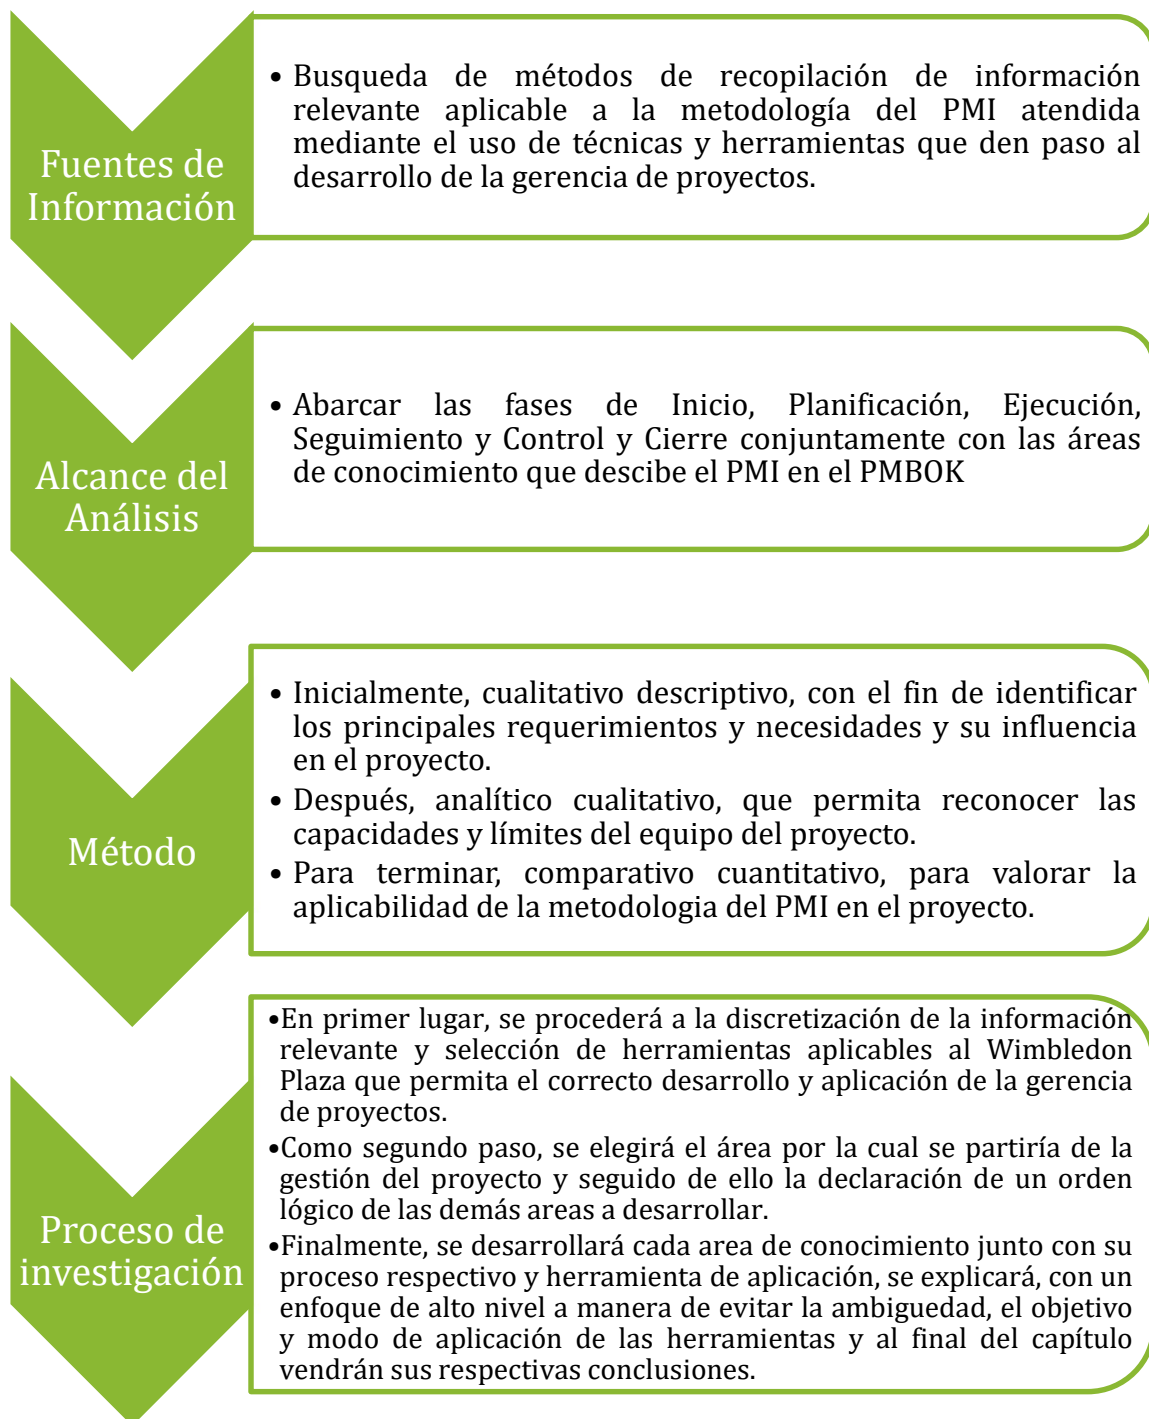 Fuentes de
Información
• Busqueda de métodos de recopilación de información
relevante aplicable a la metodología del PMI atendida
mediante el uso de técnicas y herramientas que den paso al
desarrollo de la gerencia de proyectos.
Alcance del
Análisis
• Abarcar las fases de Inicio, Planificación, Ejecución,
Seguimiento y Control y Cierre conjuntamente con las áreas
de conocimiento que describe el PMI en el PMBOK
Método
• Inicialmente, cualitativo descriptivo, con el fin de identificar
los principales requerimientos y necesidades y su influencia
en el proyecto.
• Después, analítico cualitativo, que permita reconocer las
capacidades y límites del equipo del proyecto.
• Para terminar, comparativo cuantitativo, para valorar la
aplicabilidad de la metodologia del PMI en el proyecto.
Proceso de
investigación
•En primer lugar, se procederá a la discretización de la información
relevante y selección de herramientas aplicables al Wimbledon
Plaza que permita el correcto desarrollo y aplicación de la gerencia
de proyectos.
•Como segundo paso, se elegirá el área por la cual se partiría de la
gestión del proyecto y seguido de ello la declaración de un orden
lógico de las demás areas a desarrollar.
•Finalmente, se desarrollará cada area de conocimiento junto con su
proceso respectivo y herramienta de aplicación, se explicará, con un
enfoque de alto nivel a manera de evitar la ambiguedad, el objetivo
y modo de aplicación de las herramientas y al final del capítulo
vendrán sus respectivas conclusiones.